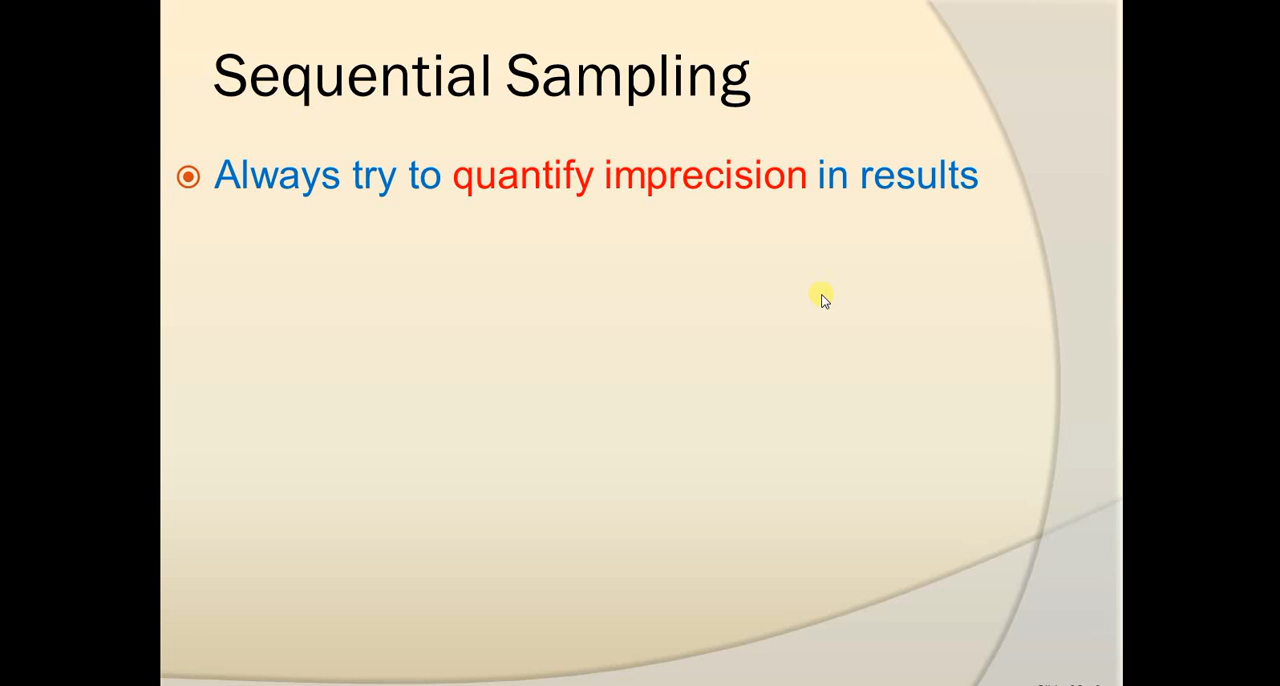 Sequential Sampling
Always try to quantify imprecision in results